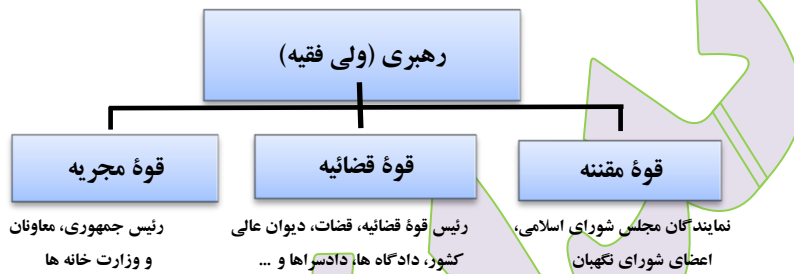 رهبری (ولی فقیه)
قوهٔ مقننه
قوهٔ قضائیه
قوهٔ مجریه
نمایندگان مجلس شورای اسلامی،
اعضای شورای نگهبان
رئیس قوهٔ قضائیه، قضات، دیوان عالی
کشور، دادگاه ها، دادسراها و ...
رئیس جمهوری، معاونان
و وزارت خانه ها